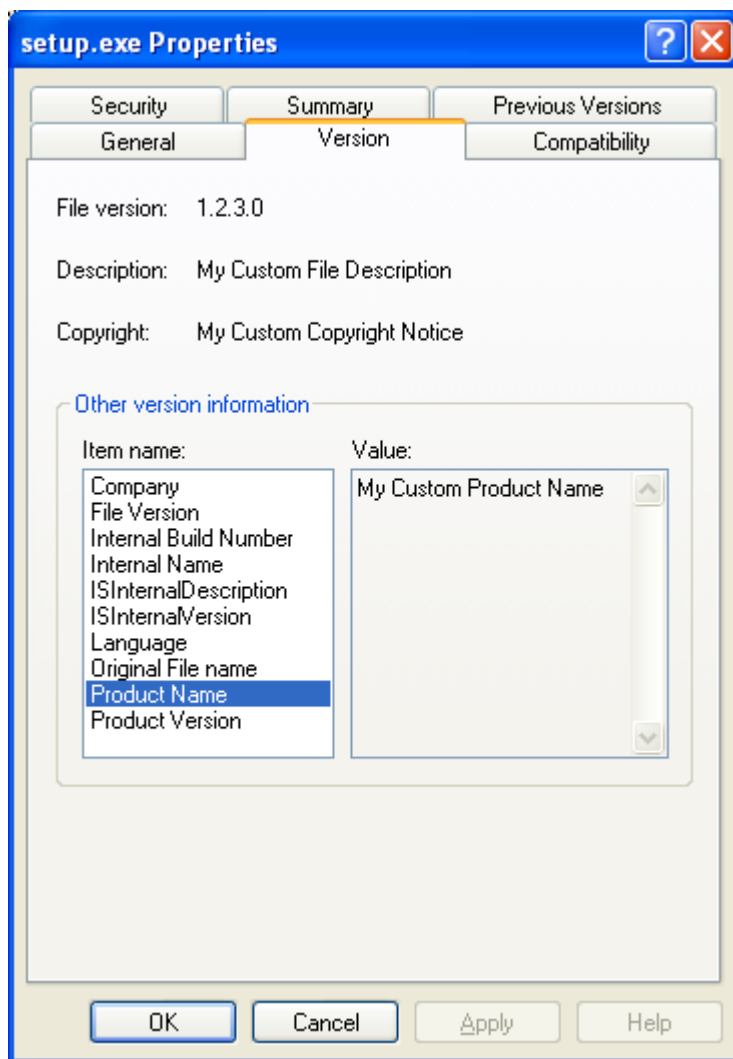 setup.exe Properties
Security Summary Previous Versions
General Version Compatibility
File version: 1.2.3.0
Description: My Custom File Description
Copyright: My Custom Copyright Notice
Other version information
Item name: Value:
Company My Custom Product Name
File Version
Internal Build Number
Internal Name
ISInternalDescription
ISInternalVersion
Language
Original File name
Product Name
Product Version
OK Cancel Apply Help